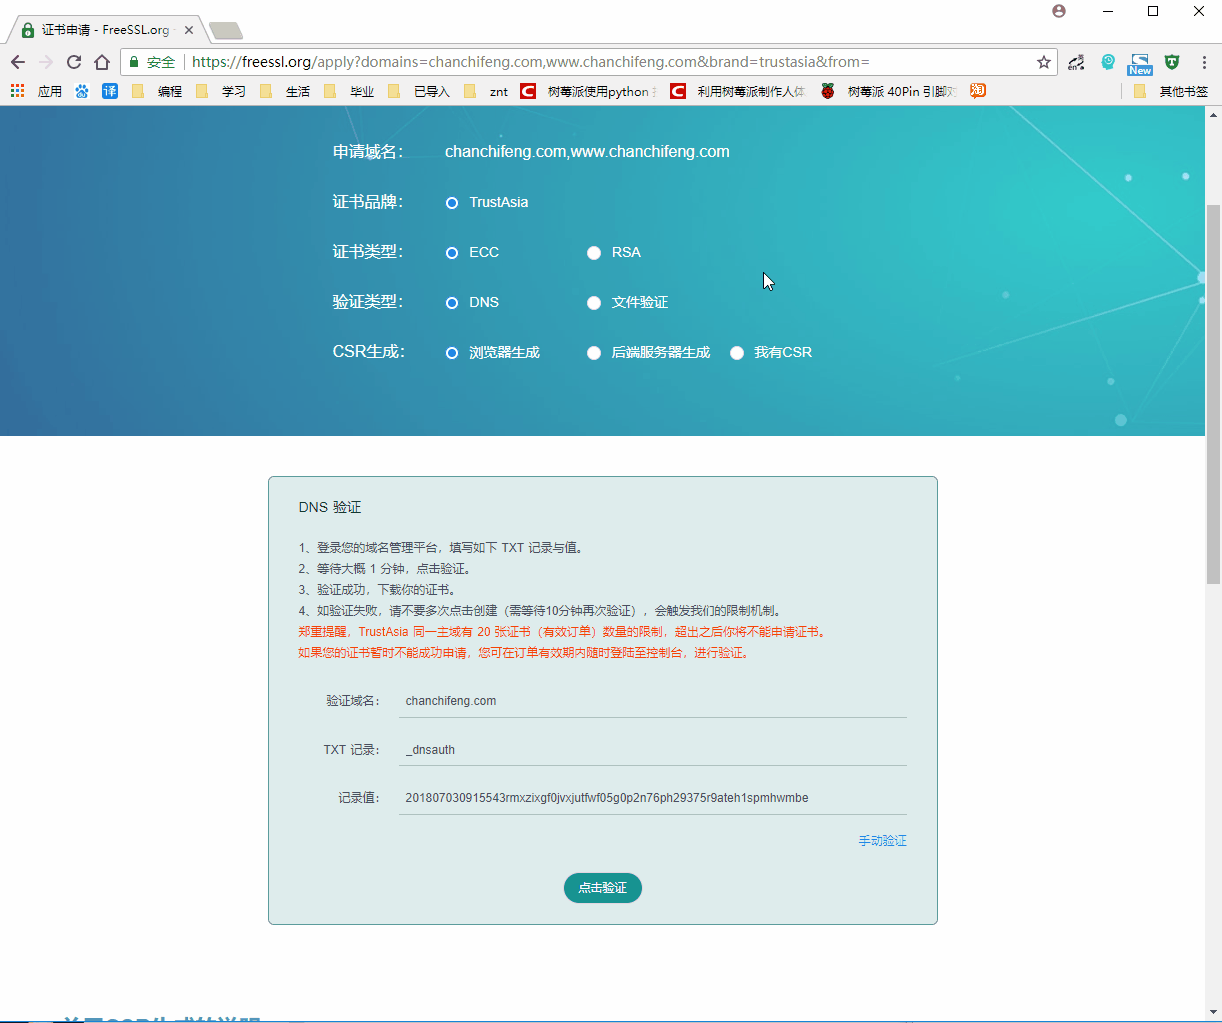 证书申请 - FreeSSL.org
安全
https://freessl.org/apply?domains=chanchifeng.com,www.chanchifeng.com&brand=trustasia&from=
en
New
应用
译
编程
学习
生活
毕业
已导入
znt
C 树莓派使用python
C 利用树莓派制作人体
树莓派 40Pin 引脚对
淘
其他书签
申请域名： chanchifeng.com,www.chanchifeng.com
证书品牌： TrustAsia
证书类型： ECC RSA
验证类型： DNS 文件验证
CSR生成： 浏览器生成 后端服务器生成 我有CSR
DNS 验证
1、登录您的域名管理平台，填写如下 TXT 记录与值。
2、等待大概 1 分钟，点击验证。
3、验证成功，下载你的证书。
4、如验证失败，请不要多次点击创建（需等待10分钟再次验证），会触发我们的限制机制。
郑重提醒，TrustAsia 同一主域有 20 张证书（有效订单）数量的限制，超出之后你将不能申请证书。
如果您的证书暂时不能成功申请，您可在订单有效期内随时登陆至控制台，进行验证。
验证域名： chanchifeng.com
TXT 记录： _dnsauth
记录值： 201807030915543rmxzixgf0jvxjutfwf05g0p2n76ph29375r9ateh1spmhwmbe
手动验证
点击验证
关于CSR生成的说明